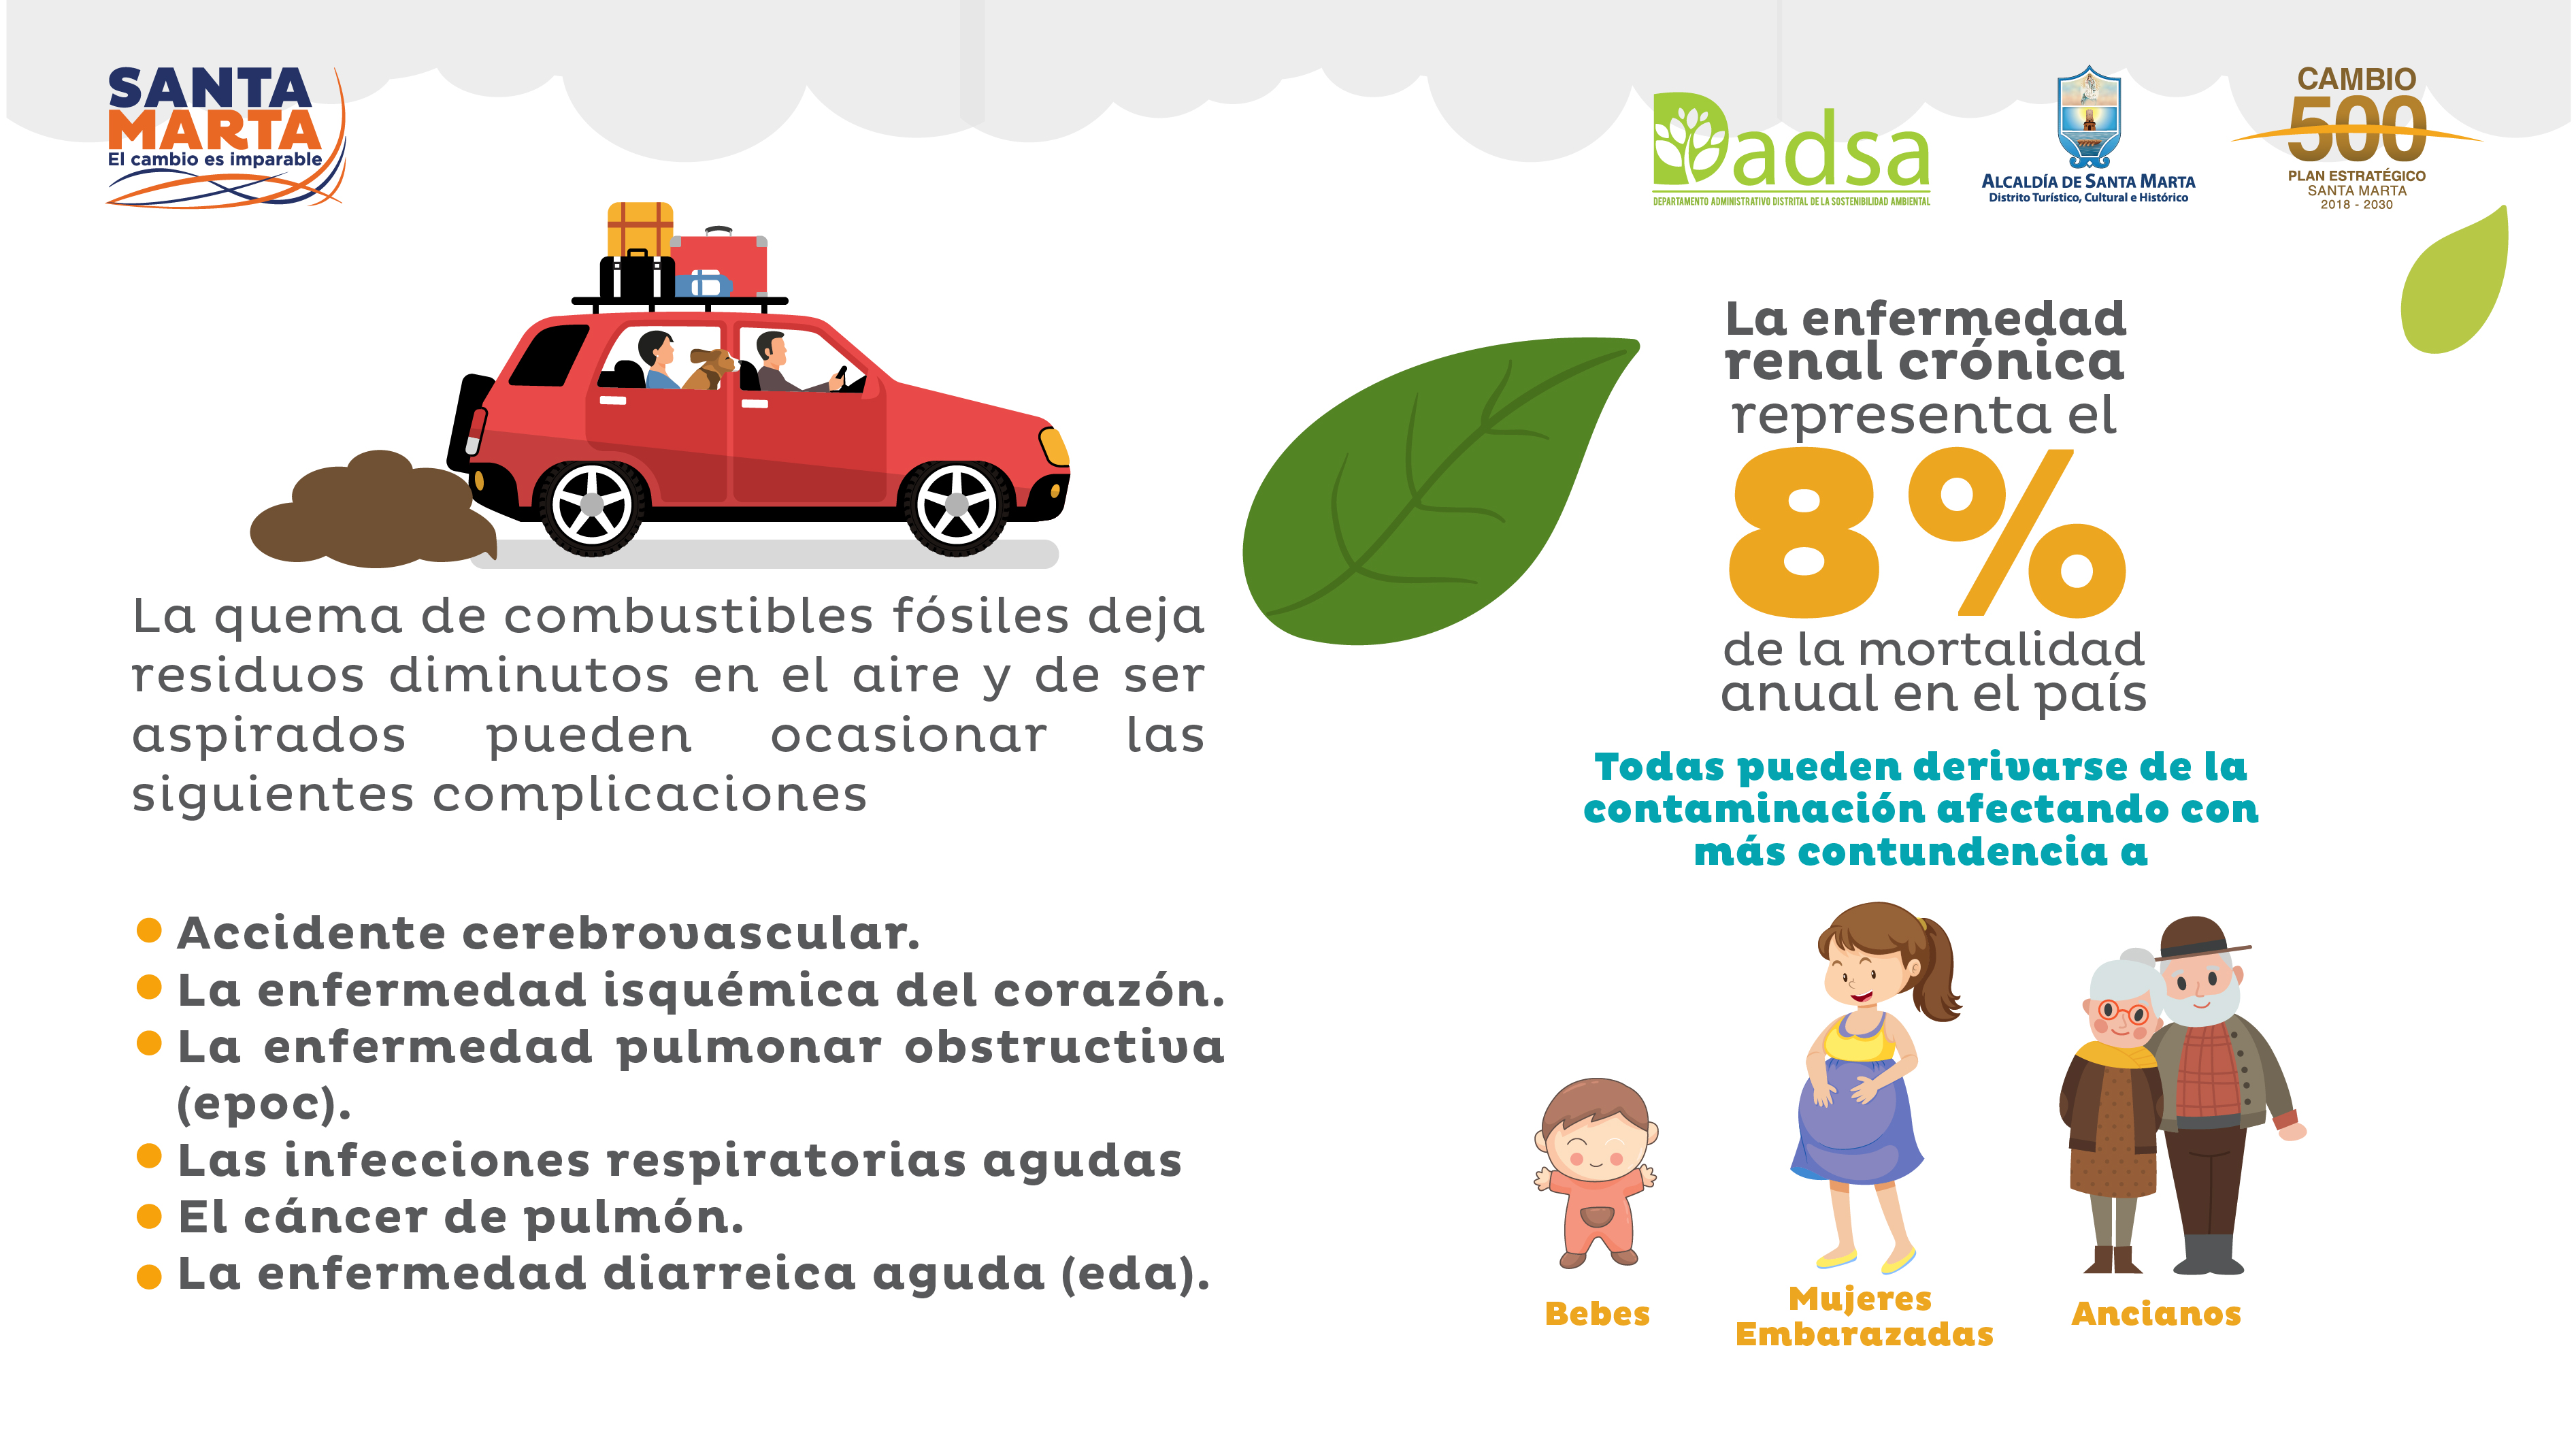 SANTA
MARTA
El cambio es imparable
Dadsa
DEPARTAMENTO ADMINISTRATIVO DISTRITAL DE LA SOSTENIBILIDAD AMBIENTAL
ALCALDÍA DE SANTA MARTA
Distrito Turístico, Cultural e Histórico
CAMBIO
500
PLAN ESTRATÉGICO
SANTA MARTA
2018 - 2030
La quema de combustibles fósiles deja
residuos diminutos en el aire y de ser
aspirados pueden ocasionar las
siguientes complicaciones
Accidente cerebrovascular.
La enfermedad isquémica del corazón.
La enfermedad pulmonar obstructiva
(epoc).
Las infecciones respiratorias agudas
El cáncer de pulmón.
La enfermedad diarreica aguda (eda).
La enfermedad
renal crónica
representa el
8%
de la mortalidad
anual en el país
Todas pueden derivarse de la
contaminación afectando con
más contundencia a
Bebes
Mujeres
Embarazadas
Ancianos